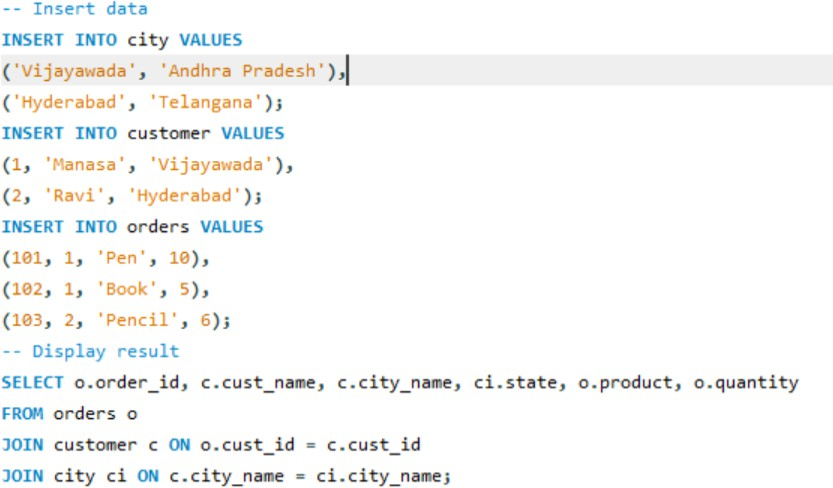 -- Insert data
INSERT INTO city VALUES
('Vijayawada', 'Andhra Pradesh'),
('Hyderabad', 'Telangana');
INSERT INTO customer VALUES
(1, 'Manasa', 'Vijayawada'),
(2, 'Ravi', 'Hyderabad');
INSERT INTO orders VALUES
(101, 1, 'Pen', 10),
(102, 1, 'Book', 5),
(103, 2, 'Pencil', 6);
-- Display result
SELECT o.order_id, c.cust_name, c.city_name, ci.state, o.product, o.quantity
FROM orders o
JOIN customer c ON o.cust_id = c.cust_id
JOIN city ci ON c.city_name = ci.city_name;